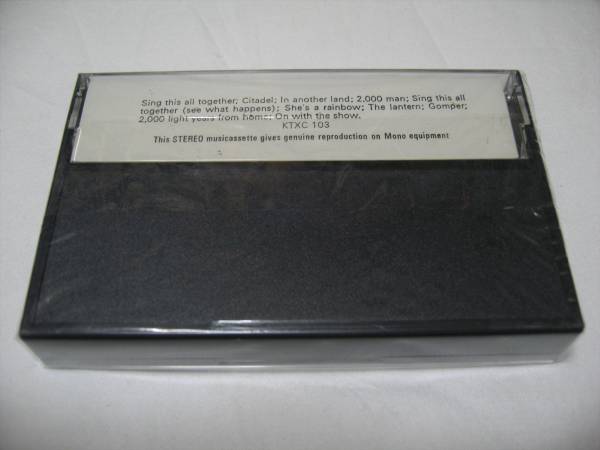 Sing this all together; Citadel; In another land; 2,000 man; Sing this all
together (see what happens); She's a rainbow; The lantern; Gomper;
2,000 light years from home; On with the show.
KTXC 103
This STEREO musicassette gives genuine reproduction on Mono equipment